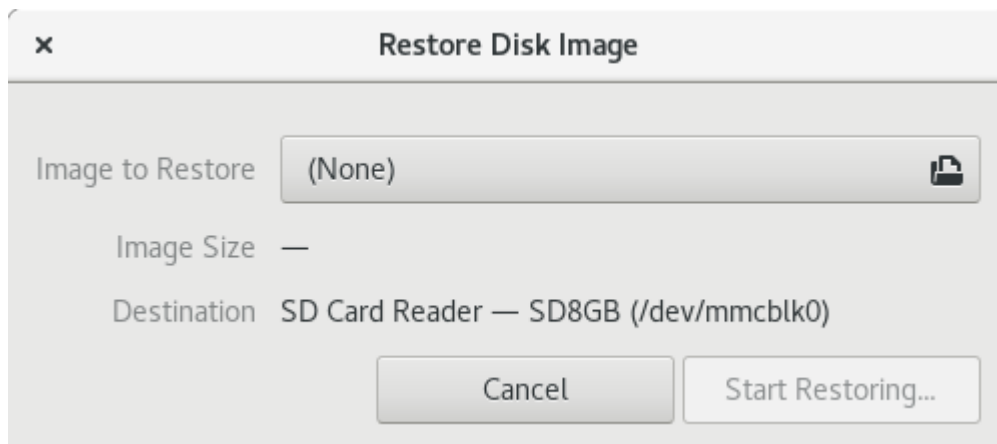 Restore Disk Image
Image to Restore (None)
Image Size —
Destination SD Card Reader — SD8GB (/dev/mmcblk0)
Cancel Start Restoring...